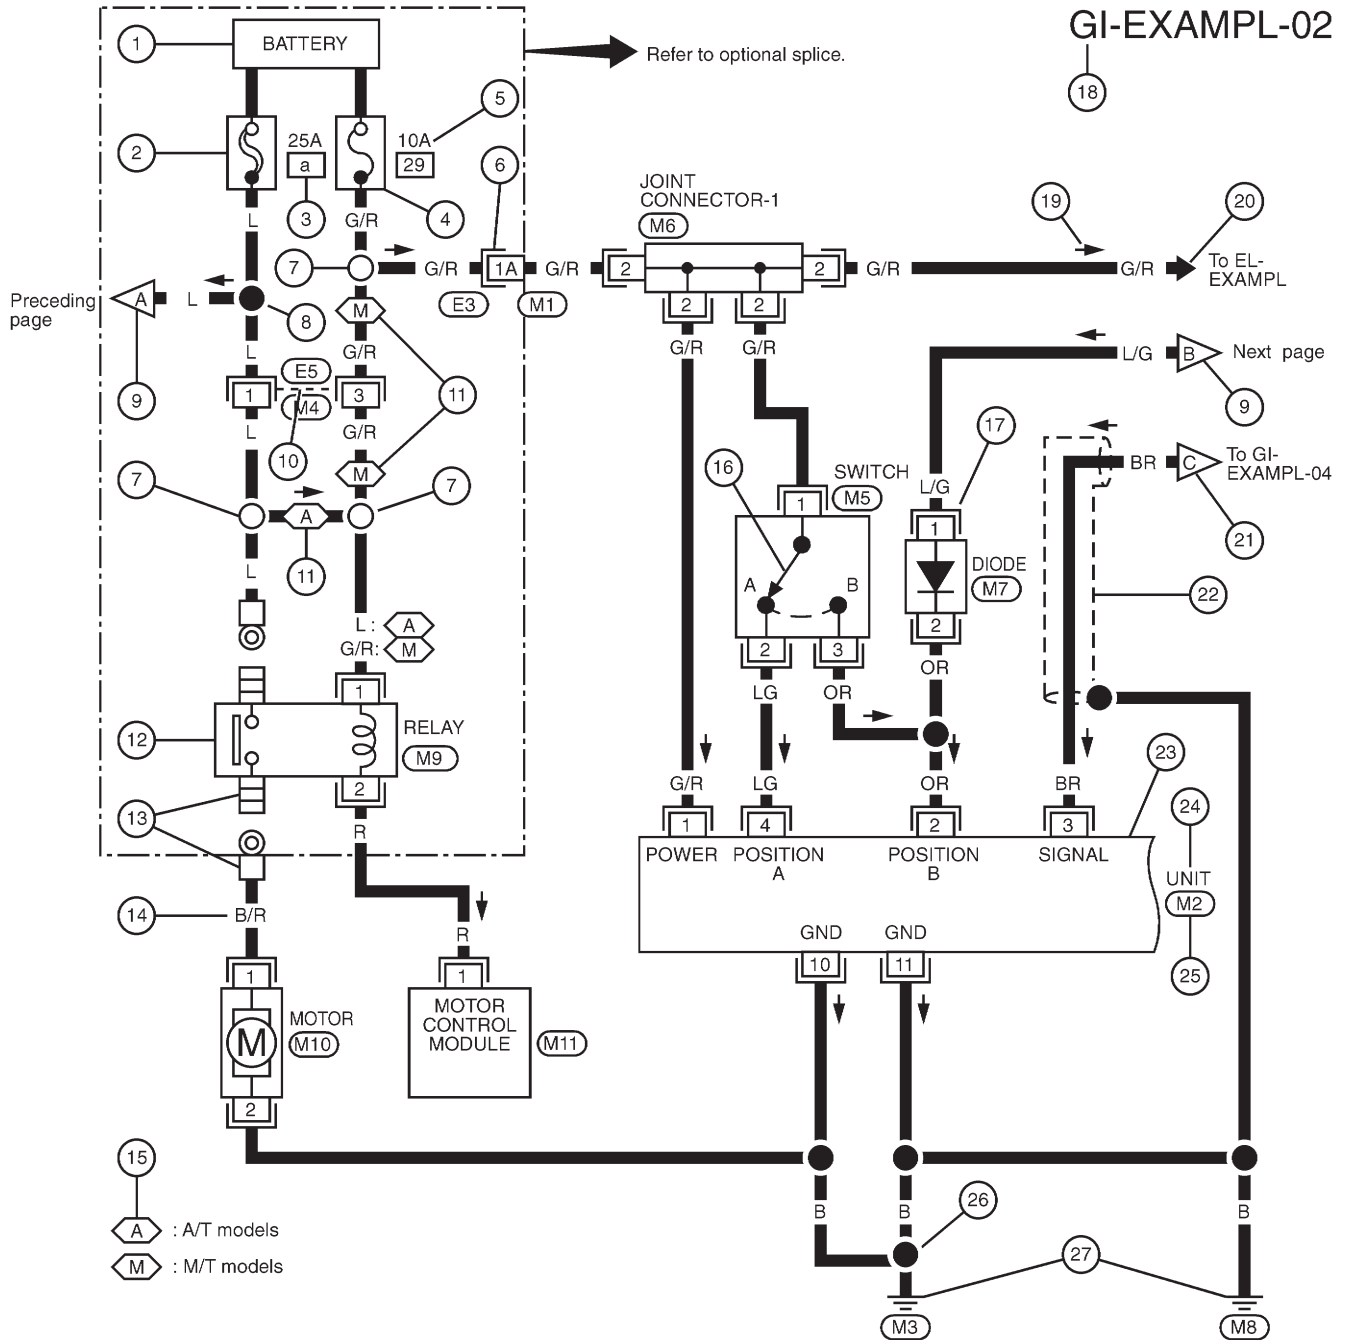 GI-EXAMPL-02
18
1
BATTERY
Refer to optional splice.
5
2
25A
a
10A
29
6
3
4
L
G/R
JOINT
CONNECTOR-1
M6
19
20
7
G/R
1A
G/R
2
2
G/R
G/R
To EL-
EXAMPL
E3
M1
2
2
Preceding
page
A
L
8
M
G/R
G/R
L/G
B
Next page
L
G/R
9
E5
1
3
M4
11
9
17
L
G/R
10
16
SWITCH
M5
BR
C
To GI-
EXAMPL-04
7
M
7
L/G
1
1
A
21
L
11
A
B
DIODE
M7
22
L :
A
G/R:
M
2
3
2
1
LG
OR
OR
12
RELAY
M9
23
2
G/R
LG
OR
BR
24
13
R
1
4
2
3
POWER
POSITION
A
POSITION
B
SIGNAL
UNIT
M2
14
B/R
R
GND
GND
10
11
25
1
1
MOTOR
M10
M
MOTOR
CONTROL
MODULE
M11
2
15
A
: A/T models
B
B
26
B
M
: M/T models
27
M3
M8